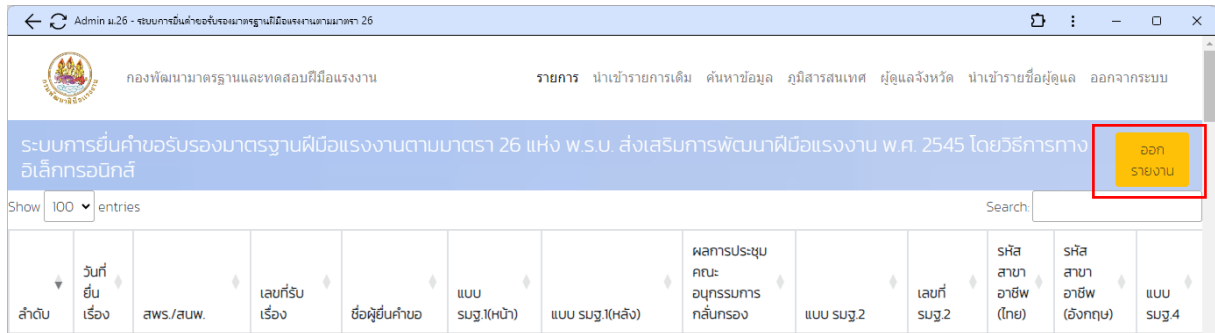 Admin ม.26 - ระบบการยื่นคำขอรับรองมาตรฐานฝีมือแรงงานตามมาตรา 26
กองพัฒนามาตรฐานและทดสอบฝีมือแรงงาน
รายการ นำเข้ารายการเดิม ค้นหาข้อมูล ภูมิสารสนเทศ ผู้ดูแลจังหวัด นำเข้ารายชื่อผู้ดูแล ออกจากระบบ
ระบบการยื่นคำขอรับรองมาตรฐานฝีมือแรงงานตามมาตรา 26 แห่ง พ.ร.บ. ส่งเสริมการพัฒนาฝีมือแรงงาน พ.ศ. 2545 โดยวิธีการทาง
อิเล็กทรอนิกส์
ออก
รายงาน
Show 100 entries
Search:
ลำดับ
วันที่
ยื่น
เรื่อง
สพร./สนพ.
เลขที่รับ
เรื่อง
ชื่อผู้ยื่นคำขอ
แบบ
รมฐ.1(หน้า)
แบบ รมฐ.1(หลัง)
ผลการประชุม
คณะ
อนุกรรมการ
กลั่นกรอง
แบบ รมฐ.2
เลขที่
รมฐ.2
รหัส
สาขา
อาชีพ
(ไทย)
รหัส
สาขา
อาชีพ
(อังกฤษ)
แบบ
รมฐ.4